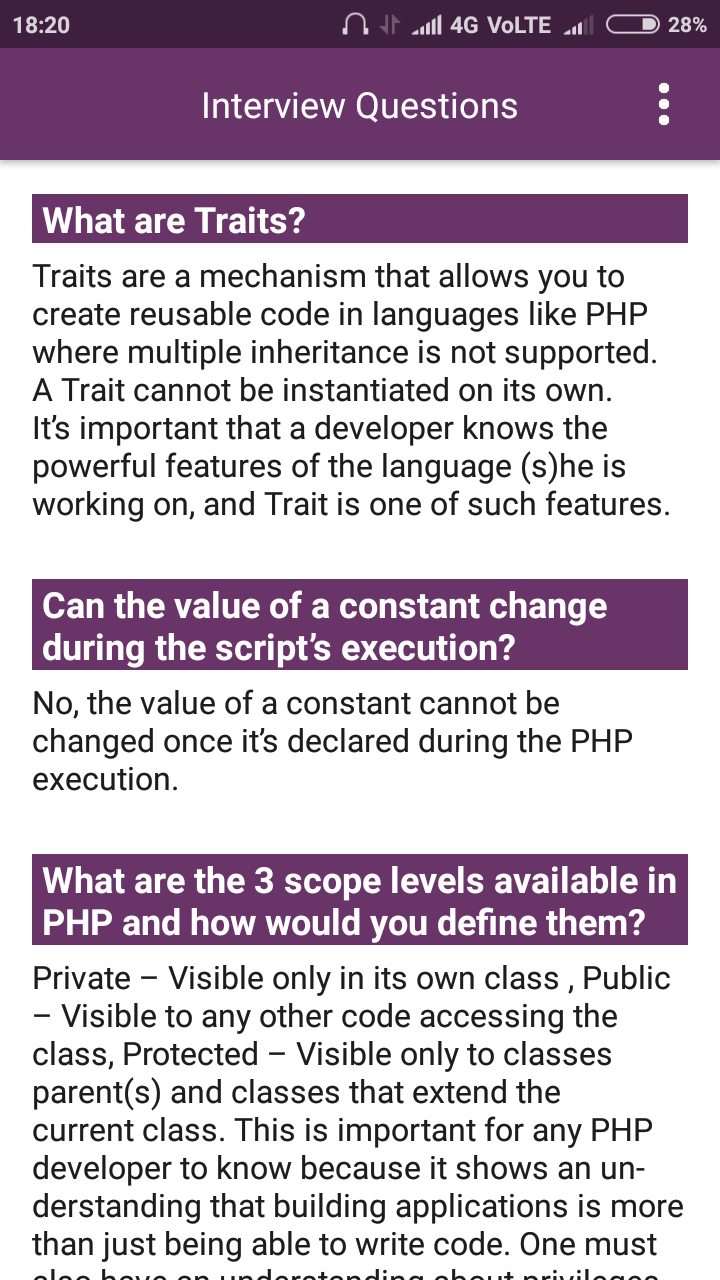 18:20
4G VoLTE
28%
Interview Questions
What are Traits?
Traits are a mechanism that allows you to
create reusable code in languages like PHP
where multiple inheritance is not supported.
A Trait cannot be instantiated on its own.
It’s important that a developer knows the
powerful features of the language (s)he is
working on, and Trait is one of such features.
Can the value of a constant change
during the script’s execution?
No, the value of a constant cannot be
changed once it’s declared during the PHP
execution.
What are the 3 scope levels available in
PHP and how would you define them?
Private – Visible only in its own class , Public
– Visible to any other code accessing the
class, Protected – Visible only to classes
parent(s) and classes that extend the
current class. This is important for any PHP
developer to know because it shows an un-
derstanding that building applications is more
than just being able to write code. One must
also have an understanding about privileges